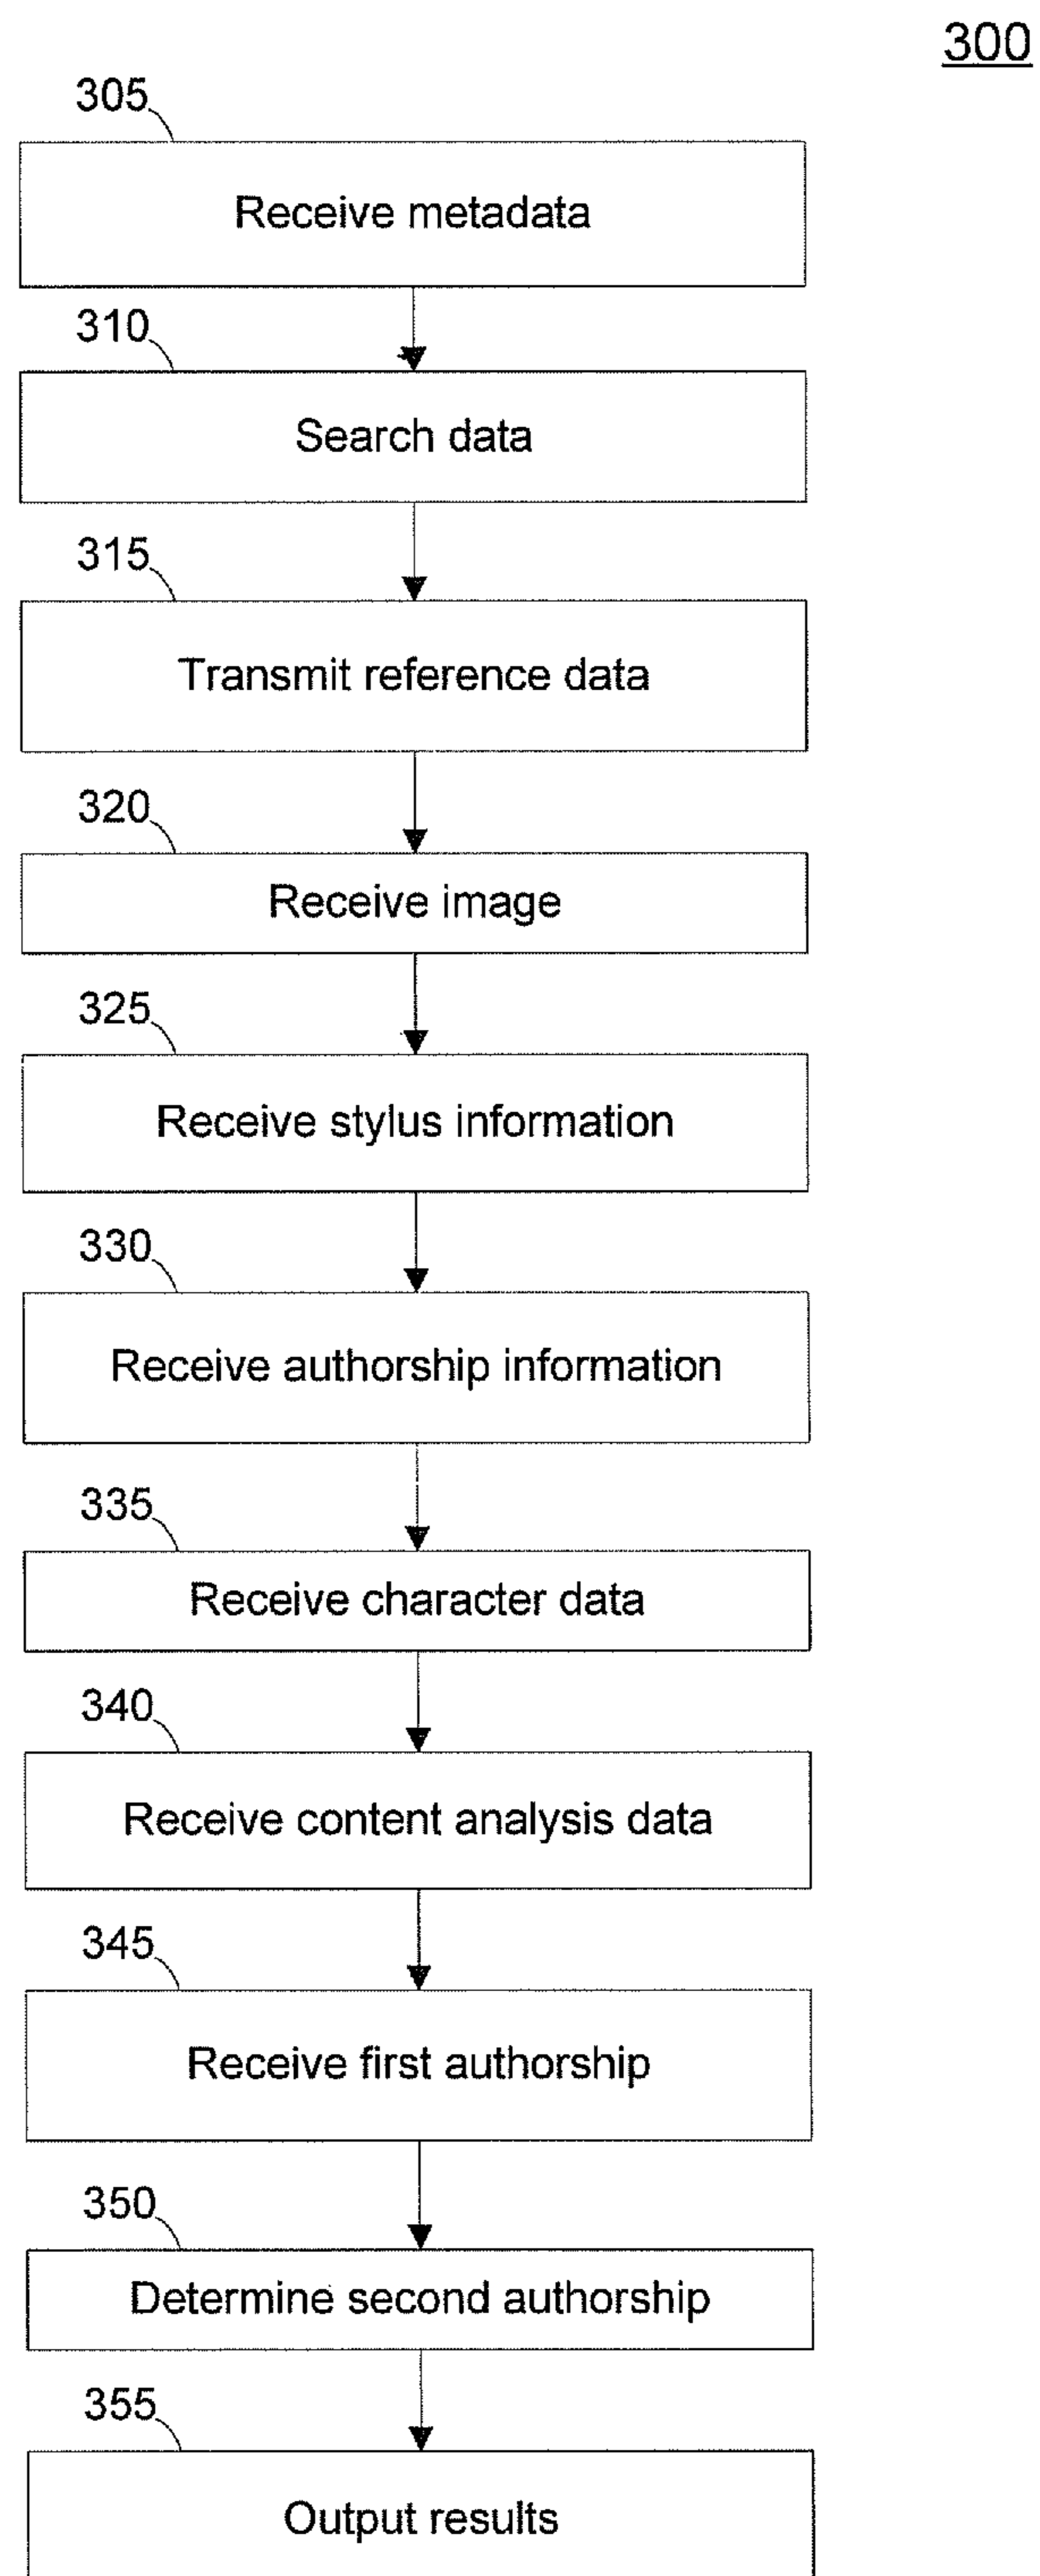 300
305
Receive metadata
310
Search data
315
Transmit reference data
320
Receive image
325
Receive stylus information
330
Receive authorship information
335
Receive character data
340
Receive content analysis data
345
Receive first authorship
350
Determine second authorship
355
Output results